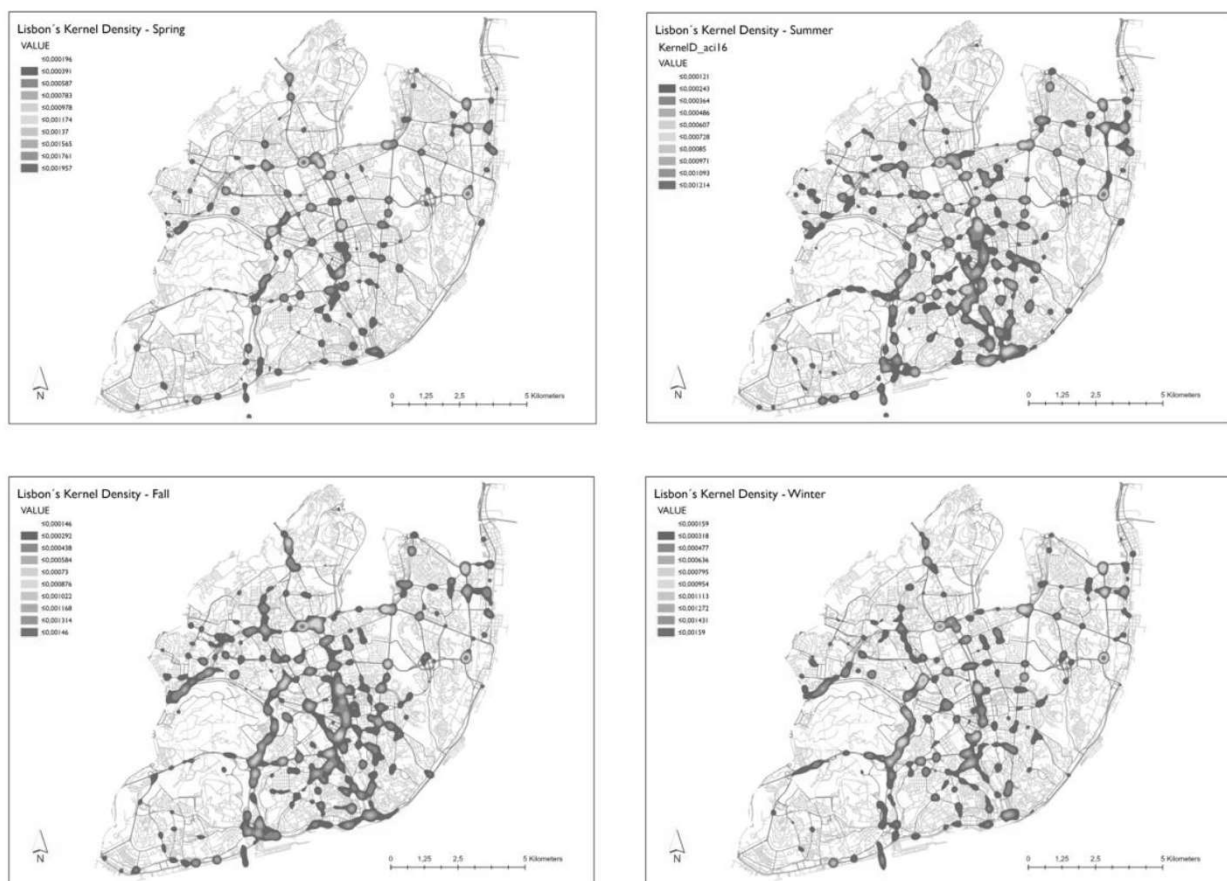 Lisbon´s Kernel Density - Spring
VALUE
≤0,000196
≤0,000391
≤0,000587
≤0,000783
≤0,000978
≤0,001174
≤0,00137
≤0,001565
≤0,001761
≤0,001957
N
0 1,25 2,5 5 Kilometers
Lisbon´s Kernel Density - Summer
KernelD_aci16
VALUE
≤0,000121
≤0,000243
≤0,000364
≤0,000486
≤0,000607
≤0,000728
≤0,00085
≤0,000971
≤0,001093
≤0,001214
N
0 1,25 2,5 5 Kilometers
Lisbon´s Kernel Density - Fall
VALUE
≤0,000146
≤0,000292
≤0,000438
≤0,000584
≤0,00073
≤0,000876
≤0,001022
≤0,001168
≤0,001314
≤0,00146
N
0 1,25 2,5 5 Kilometers
Lisbon´s Kernel Density - Winter
VALUE
≤0,000159
≤0,000318
≤0,000477
≤0,000636
≤0,000795
≤0,000954
≤0,001113
≤0,001272
≤0,001431
≤0,00159
N
0 1,25 2,5 5 Kilometers